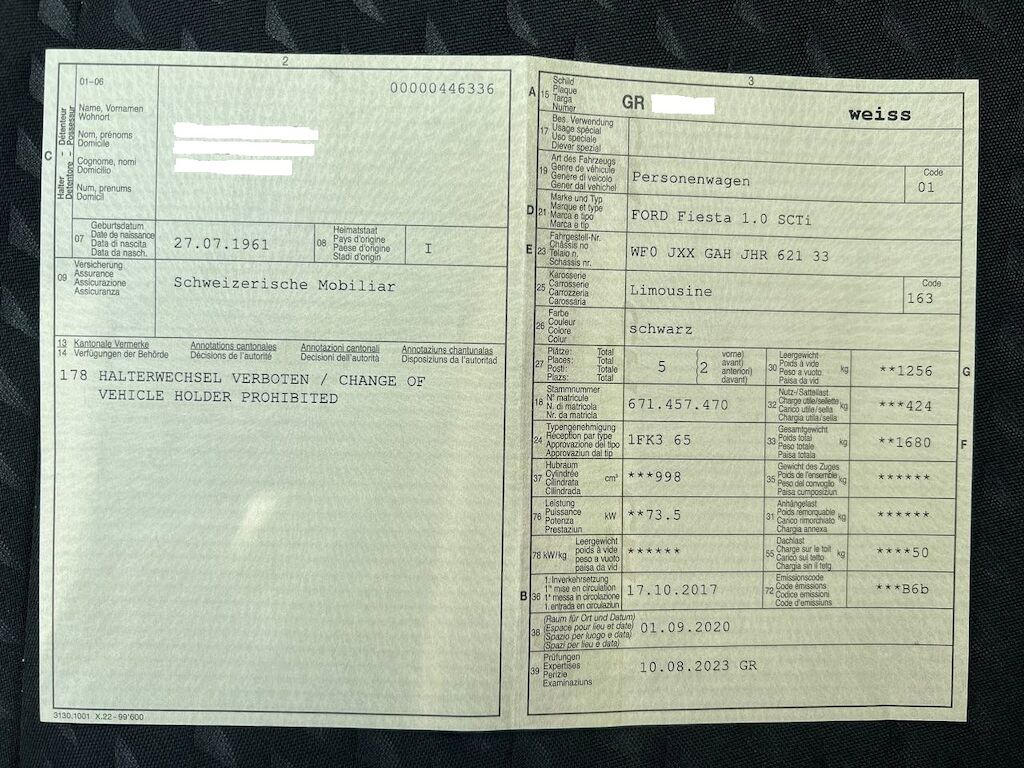 2
01-06
00000446336
C
Halter - Détenteur
Detentore - Possessur
Name, Vornamen
Wohnort
Nom, prénoms
Domicile
Cognome, nomi
Domicilio
Num, prenums
Domicil
07
Geburtsdatum
Date de naissance
Data di nascita
Data da nasch.
27.07.1961
08
Heimatstaat
Pays d'origine
Paese d'origine
Stadi d'origin
I
09
Versicherung
Assurance
Assicurazione
Assicuranza
Schweizerische Mobiliar
13 Kantonale Vermerke
14 Verfügungen der Behörde
Annotations cantonales
Décisions de l'autorité
Annotazioni cantonali
Decisioni dell'autorità
Annotaziuns chantunalas
Disposiziuns da l'autoritad
178 HALTERWECHSEL VERBOTEN / CHANGE OF
VEHICLE HOLDER PROHIBITED
3130.1001 X.22 - 99'600
3
A 15
Schild
Plaque
Targa
Numer
GR
weiss
17
Bes. Verwendung
Usage spécial
Uso speciale
Diever spezial
19
Art des Fahrzeugs
Genre de véhicule
Genere di veicolo
Gener dal vehichel
Personenwagen
Code
01
D 21
Marke und Typ
Marque et type
Marca e tipo
Marca e tip
FORD Fiesta 1.0 SCTi
E 23
Fahrgestell-Nr.
Châssis no
Telaio n.
Schassis nr.
WF0 JXX GAH JHR 621 33
25
Karosserie
Carrosserie
Carrozzeria
Carossaria
Limousine
Code
163
26
Farbe
Couleur
Colore
Colur
schwarz
27
Plätze: Total
Places: Total
Posti: Totale
Plazs: Total
5
2
vorne)
avant)
anteriori)
davant)
30
Leergewicht
Poids à vide
Peso a vuoto
Paisa da vid
kg
**1256
G
18
Stammnummer
N° matricule
N. di matricola
Nr. da matricla
671.457.470
32
Nutz-/Sattellast
Charge utile/sellette
Carico utile/sella
Chargia utila/sella
kg
***424
24
Typengenehmigung
Réception par type
Approvazione del tipo
Approvaziun dal tip
1FK3 65
33
Gesamtgewicht
Poids total
Peso totale
Paisa totala
kg
**1680
F
37
Hubraum
Cylindrée
Cilindrata
Cilindrada
cm³
***998
35
Gewicht des Zuges
Poids de l'ensemble
Peso del convoglio
Paisa cumposiziun
kg
******
76
Leistung
Puissance
Potenza
Prestaziun
kW
**73.5
31
Anhängelast
Poids remorquable
Carico rimorchiato
Chargia annexa
kg
******
78 kW/kg
Leergewicht
poids à vide
peso a vuoto
paisa da vid
******
55
Dachlast
Charge sur le toit
Carico sul tetto
Chargia sin il tetg
kg
****50
B 36
1. Inverkehrsetzung
1re mise en circulation
1a messa in circolazione
1. entrada en circulaziun
17.10.2017
72
Emissionscode
Code émissions
Codice emissioni
Code d'emissiuns
***B6b
38
(Raum für Ort und Datum)
(Espace pour lieu et date)
(Spazio per luogo e data)
(Spazi per lieu e data)
01.09.2020
39
Prüfungen
Expertises
Perizie
Examinaziuns
10.08.2023 GR